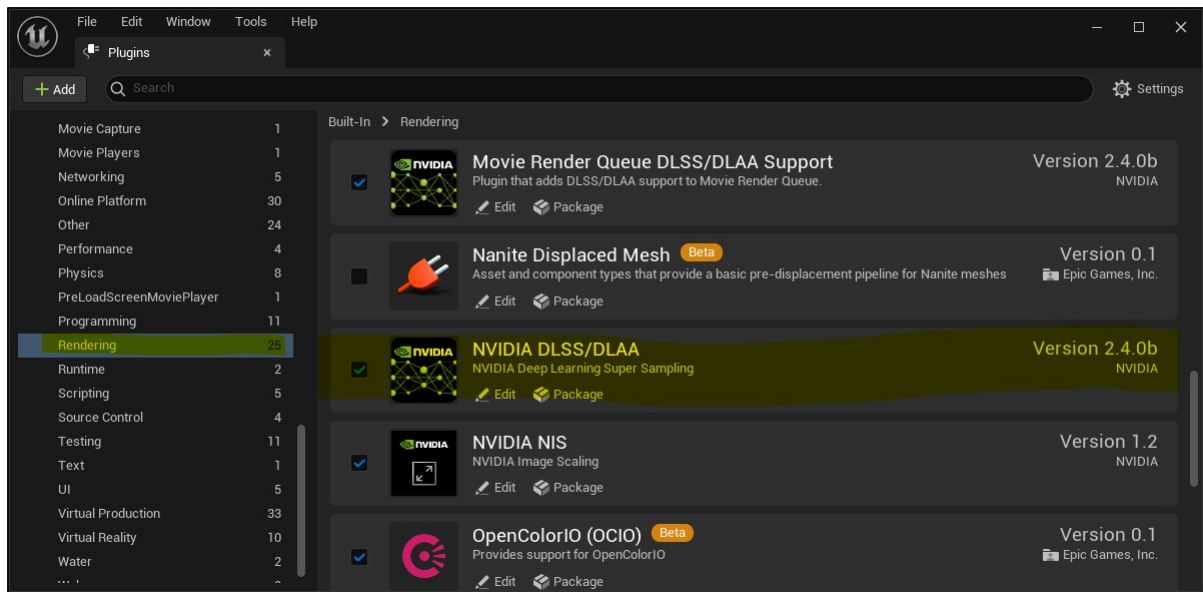 File Edit Window Tools Help
Plugins
Add Search Settings
Built-In > Rendering
Movie Capture 1
Movie Players 1
Networking 5
Online Platform 30
Other 24
Performance 4
Physics 8
PreLoadScreenMoviePlayer 1
Programming 11
Rendering 25
Runtime 2
Scripting 5
Source Control 4
Testing 11
Text 1
UI 5
Virtual Production 33
Virtual Reality 10
Water 2
NVIDIA
Movie Render Queue DLSS/DLAA Support Version 2.4.0b
Plugin that adds DLSS/DLAA support to Movie Render Queue. NVIDIA
Edit Package
Nanite Displaced Mesh Beta Version 0.1
Asset and component types that provide a basic pre-displacement pipeline for Nanite meshes Epic Games, Inc.
Edit Package
NVIDIA
NVIDIA DLSS/DLAA Version 2.4.0b
NVIDIA Deep Learning Super Sampling NVIDIA
Edit Package
NVIDIA
NVIDIA NIS Version 1.2
NVIDIA Image Scaling NVIDIA
Edit Package
OpenColorIO (OCIO) Beta Version 0.1
Provides support for OpenColorIO Epic Games, Inc.
Edit Package